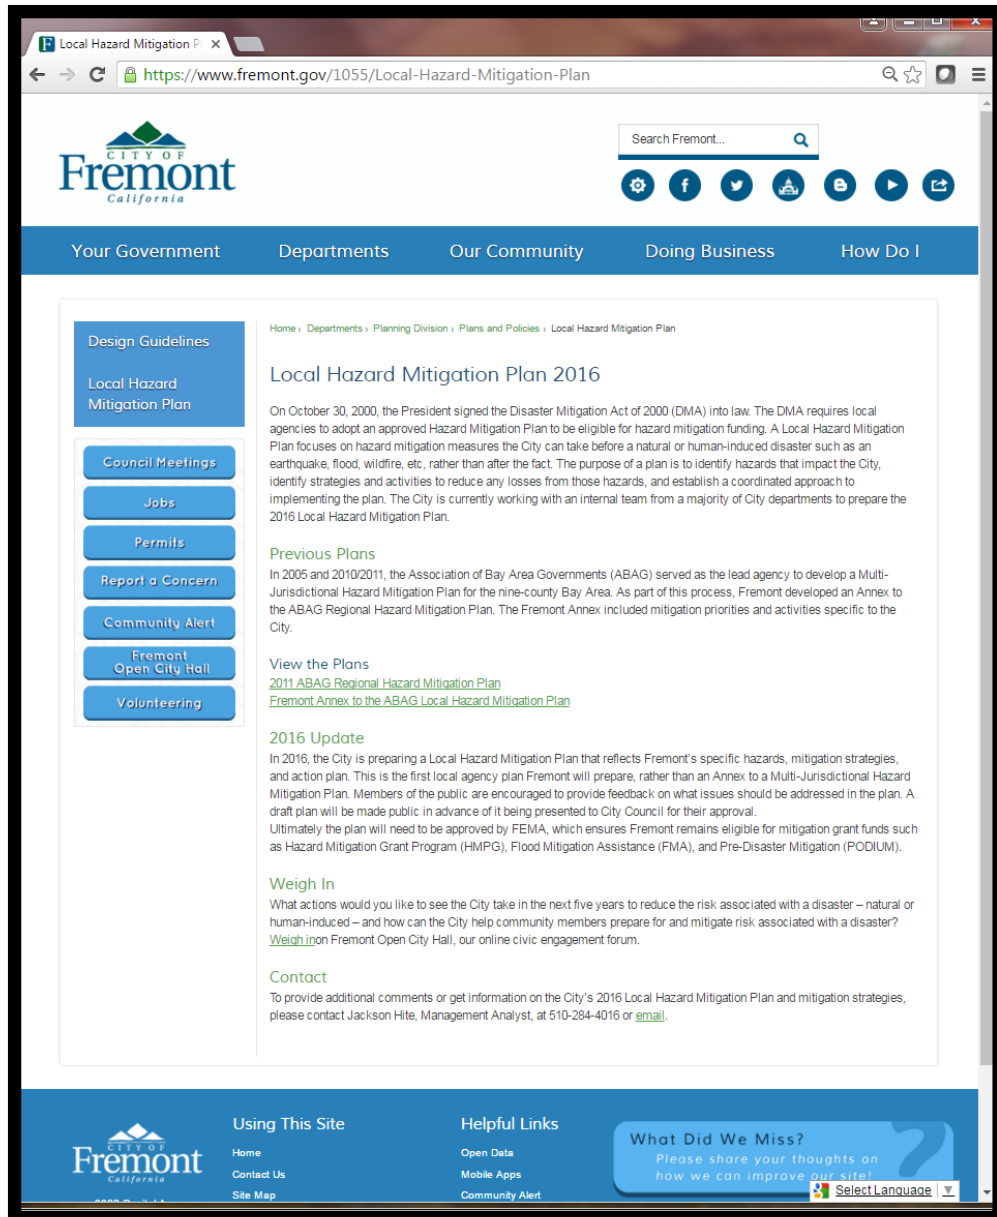 Local Hazard Mitigation P
https://www.fremont.gov/1055/Local-Hazard-Mitigation-Plan
CITY OF
Fremont
California
Search Fremont...
Your Government
Departments
Our Community
Doing Business
How Do I
Design Guidelines
Local Hazard
Mitigation Plan
Council Meetings
Jobs
Permits
Report a Concern
Community Alert
Fremont
Open City Hall
Volunteering
Home › Departments › Planning Division › Plans and Policies › Local Hazard Mitigation Plan
Local Hazard Mitigation Plan 2016
On October 30, 2000, the President signed the Disaster Mitigation Act of 2000 (DMA) into law. The DMA requires local
agencies to adopt an approved Hazard Mitigation Plan to be eligible for hazard mitigation funding. A Local Hazard Mitigation
Plan focuses on hazard mitigation measures the City can take before a natural or human-induced disaster such as an
earthquake, flood, wildfire, etc, rather than after the fact. The purpose of a plan is to identify hazards that impact the City,
identify strategies and activities to reduce any losses from those hazards, and establish a coordinated approach to
implementing the plan. The City is currently working with an internal team from a majority of City departments to prepare the
2016 Local Hazard Mitigation Plan.
Previous Plans
In 2005 and 2010/2011, the Association of Bay Area Governments (ABAG) served as the lead agency to develop a Multi-
Jurisdictional Hazard Mitigation Plan for the nine-county Bay Area. As part of this process, Fremont developed an Annex to
the ABAG Regional Hazard Mitigation Plan. The Fremont Annex included mitigation priorities and activities specific to the
City.
View the Plans
2011 ABAG Regional Hazard Mitigation Plan
Fremont Annex to the ABAG Local Hazard Mitigation Plan
2016 Update
In 2016, the City is preparing a Local Hazard Mitigation Plan that reflects Fremont's specific hazards, mitigation strategies,
and action plan. This is the first local agency plan Fremont will prepare, rather than an Annex to a Multi-Jurisdictional Hazard
Mitigation Plan. Members of the public are encouraged to provide feedback on what issues should be addressed in the plan. A
draft plan will be made public in advance of it being presented to City Council for their approval.
Ultimately the plan will need to be approved by FEMA, which ensures Fremont remains eligible for mitigation grant funds such
as Hazard Mitigation Grant Program (HMPG), Flood Mitigation Assistance (FMA), and Pre-Disaster Mitigation (PODIUM).
Weigh In
What actions would you like to see the City take in the next five years to reduce the risk associated with a disaster – natural or
human-induced – and how can the City help community members prepare for and mitigate risk associated with a disaster?
Weigh inon Fremont Open City Hall, our online civic engagement forum.
Contact
To provide additional comments or get information on the City's 2016 Local Hazard Mitigation Plan and mitigation strategies,
please contact Jackson Hite, Management Analyst, at 510-284-4016 or email.
CITY OF
Fremont
California
Using This Site
Home
Contact Us
Site Map
Helpful Links
Open Data
Mobile Apps
Community Alert
What Did We Miss?
Please share your thoughts on
how we can improve our site!
Select Language